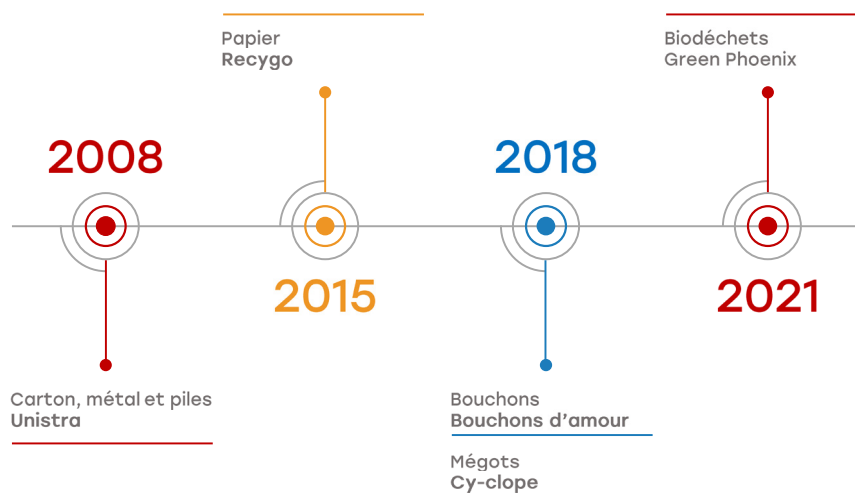 2008
Carton, métal et piles
Unistra
Papier
Recygo
2015
2018
Bouchons
Bouchons d’amour
Mégots
Cy-clope
Biodéchets
Green Phoenix
2021